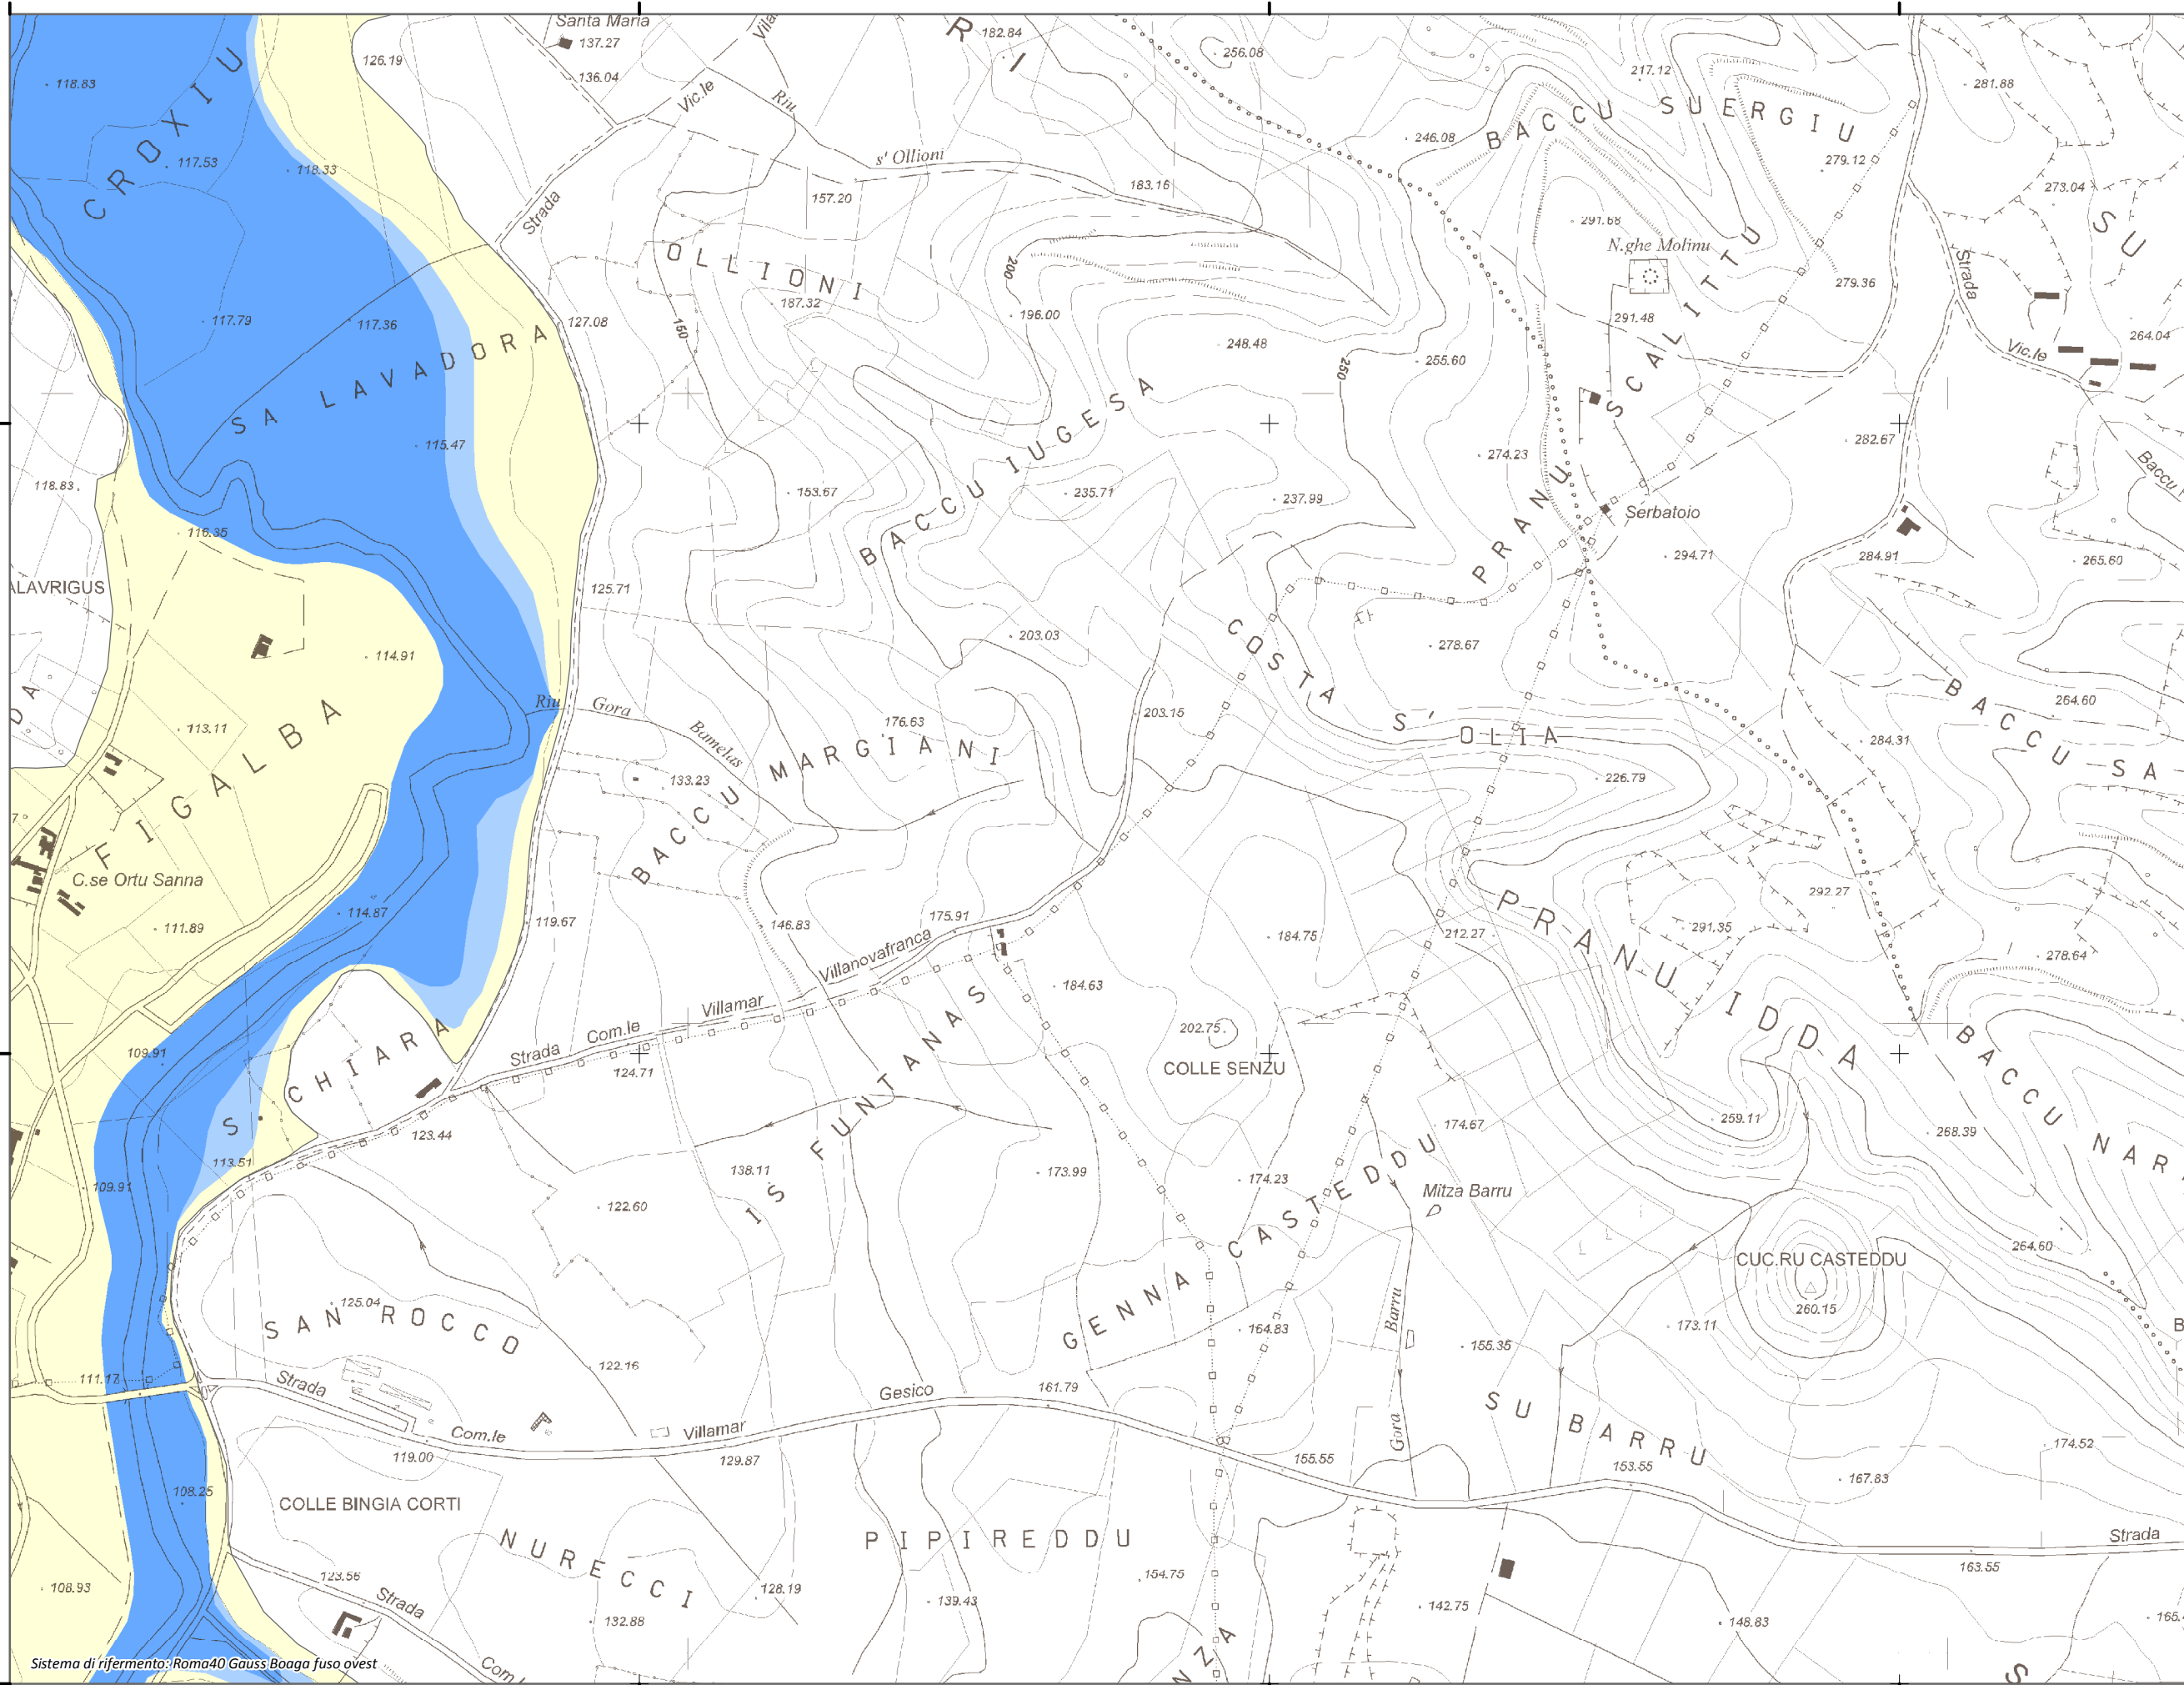 Santa Maria
137.27
136.04
126.19
118.83
CROXIU
117.53
118.33
Vic.le
Riu
s' Ollioni
182.84
256.08
217.12
281.88
BACCU SUERGIU
246.08
279.12
273.04
SU
157.20
183.16
Strada
OLLIONI
187.32
200
196.00
150
291.68
N.ghe Molinu
279.36
Strada
291.48
117.79
117.36
127.08
SA LAVADORA
248.48
250
255.60
PRANU SCALITTU
Vic.le
264.04
115.47
118.83
116.35
153.67
BACCU IUGESA
235.71
237.99
274.23
282.67
Baccu
Serbatoio
294.71
284.91
265.60
ALAVRIGUS
125.71
203.03
COSTA S' OLIA
278.67
114.91
DA
113.11
FIGALBA
Riu Gora Bamelas
176.63
203.15
264.60
284.31
BACCU SA
133.23
BACCU MARGIANI
226.79
C.se Ortu Sanna
114.87
111.89
119.67
146.83
175.91
184.75
212.27
PRANU IDDA
291.35
292.27
278.64
Strada Com.le Villamar Villanovafranca
184.63
202.75
COLLE SENZU
124.71
109.91
S. CHIARA
123.44
113.51
109.91
IS FUNTANAS
138.11
122.60
173.99
174.23
174.67
259.11
268.39
BACCU NAR
Mitza Barru
GENNA CASTEDDU
CUC.RU CASTEDDU
260.15
264.60
125.04
SAN ROCCO
122.16
164.83
Gora Barru
155.35
173.11
111.17
Strada Com.le Villamar Gesico
161.79
SU BARRU
119.00
129.87
155.55
153.55
174.52
167.83
108.25
COLLE BINGIA CORTI
NURECCI
PIPIREDDU
Strada
163.55
108.93
123.56
Strada
Com.l
132.88
128.19
139.43
154.75
142.75
148.83
165.
NZA
S
Sistema di rifermento: Roma40 Gauss Boaga fuso ovest